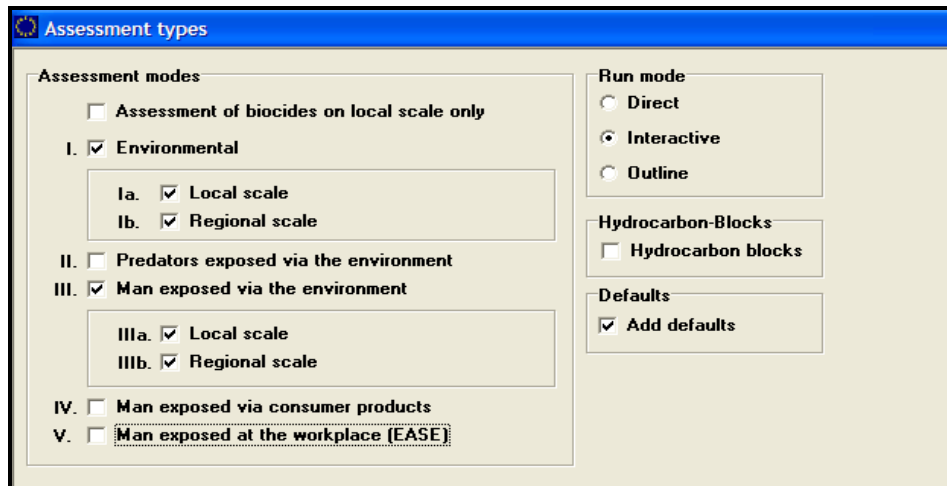 Assessment types
Assessment modes
Assessment of biocides on local scale only
I. Environmental
Ia. Local scale
Ib. Regional scale
II. Predators exposed via the environment
III. Man exposed via the environment
IIIa. Local scale
IIIb. Regional scale
IV. Man exposed via consumer products
V. Man exposed at the workplace (EASE)
Run mode
Direct
Interactive
Outline
Hydrocarbon-Blocks
Hydrocarbon blocks
Defaults
Add defaults